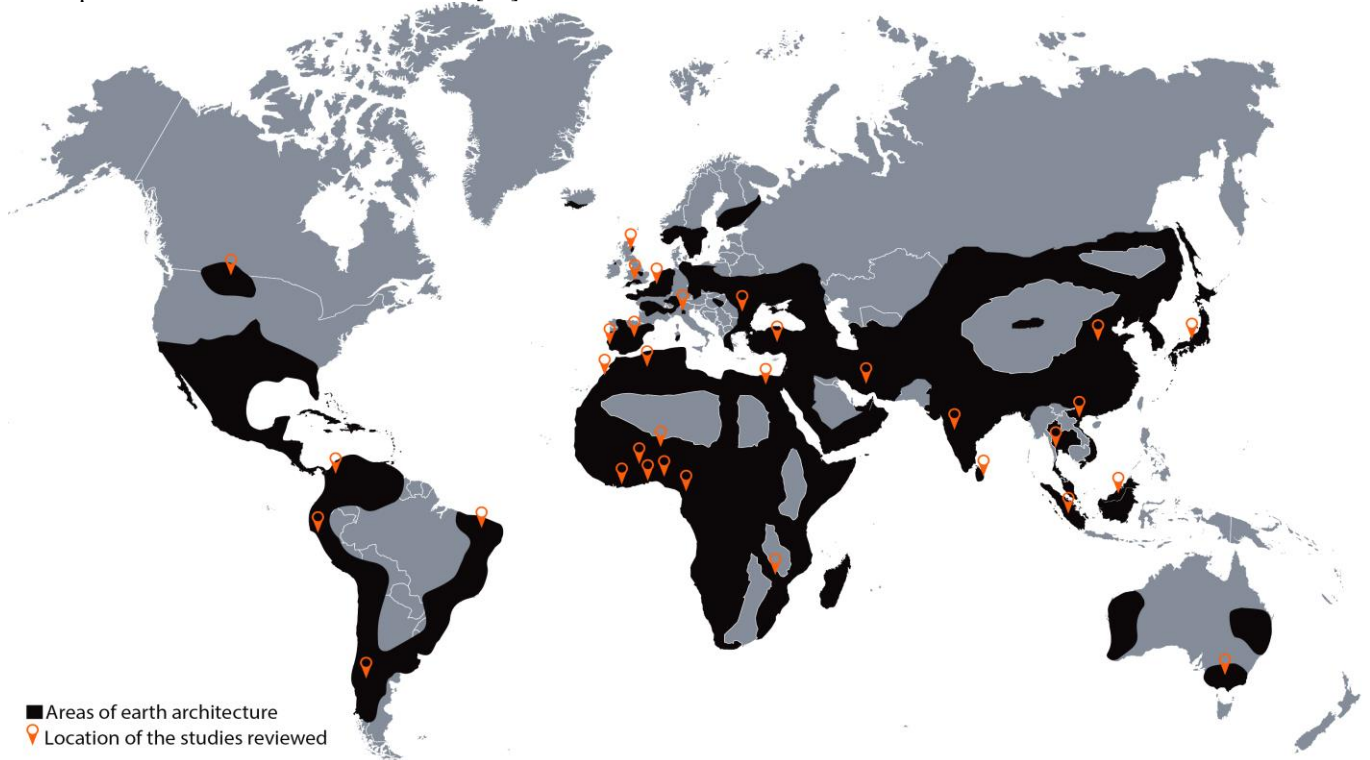 Areas of earth architecture
Location of the studies reviewed